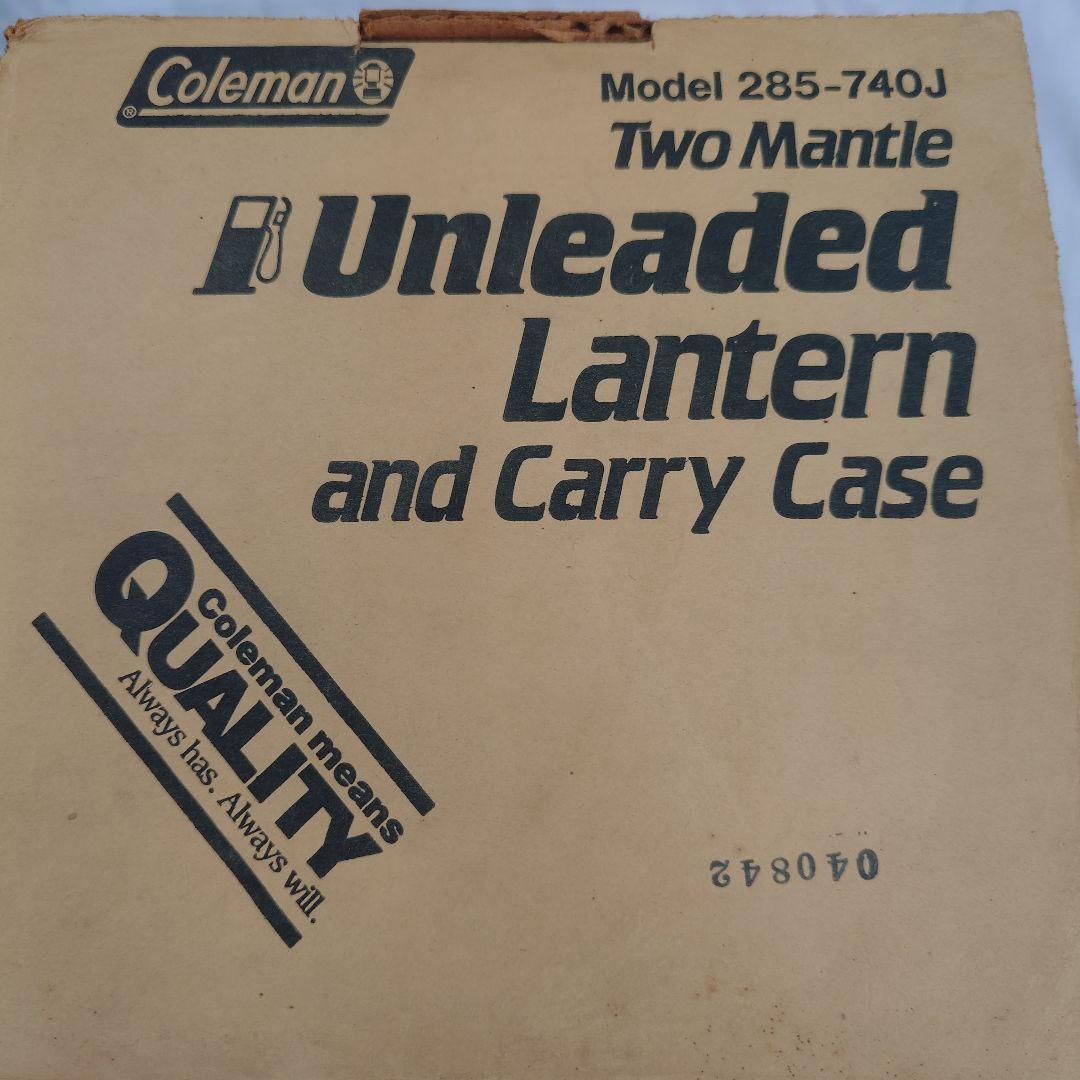 Coleman
®
Model 285-740J
Two Mantle
Unleaded
Lantern
and Carry Case
Coleman means
QUALITY
Always has. Always will.
040842